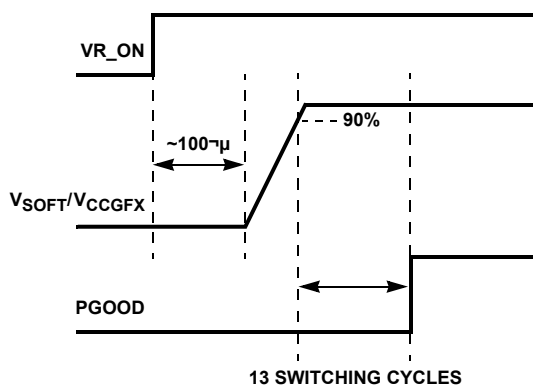 VR_ON
90%
~100¬µ
VSOFT/VCCGFX
PGOOD
13 SWITCHING CYCLES